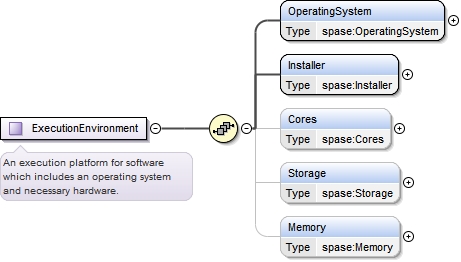 OperatingSystem
Type spase:OperatingSystem
Installer
Type spase:Installer
ExecutionEnvironment
An execution platform for software
which includes an operating system
and necessary hardware.
Cores
Type spase:Cores
Storage
Type spase:Storage
Memory
Type spase:Memory